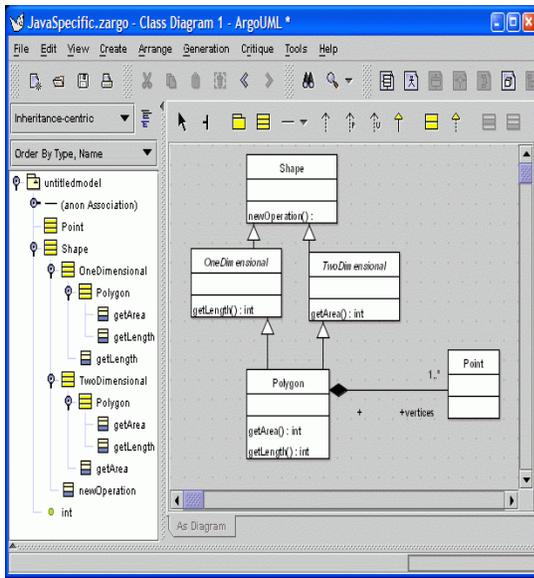 JavaSpecific.zargo - Class Diagram 1 - ArgoUML *
File Edit View Create Arrange Generation Critique Tools Help
Inheritance-centric
Order By Type, Name
untitledmodel
(anon Association)
Point
Shape
OneDimensional
Polygon
getArea
getLength
getLength
TwoDimensional
Polygon
getArea
getLength
getArea
newOperation
int
Shape
newOperation() :
OneDimensional
getLength() : int
TwoDimensional
getArea() : int
Polygon
getArea() : int
getLength() : int
1..*
Point
+
+vertices
As Diagram